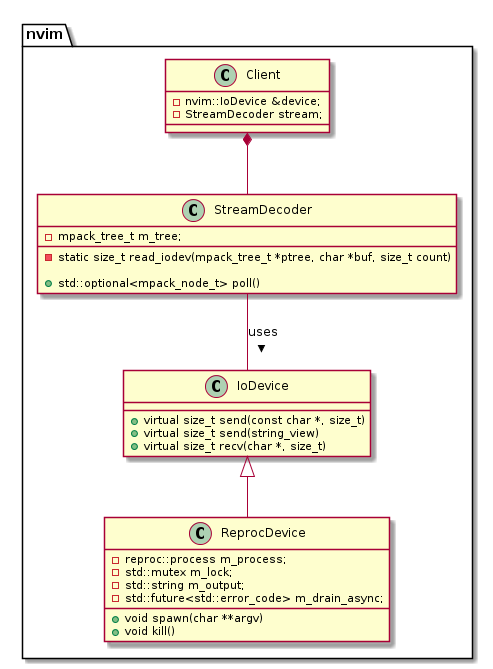 nvim
C Client
nvim::IoDevice &device;
StreamDecoder stream;
C StreamDecoder
mpack_tree_t m_tree;
static size_t read_iodev(mpack_tree_t *ptree, char *buf, size_t count)
std::optional<mpack_node_t> poll()
uses
C IoDevice
virtual size_t send(const char *, size_t)
virtual size_t send(string_view)
virtual size_t recv(char *, size_t)
C ReprocDevice
reproc::process m_process;
std::mutex m_lock;
std::string m_output;
std::future<std::error_code> m_drain_async;
void spawn(char **argv)
void kill()